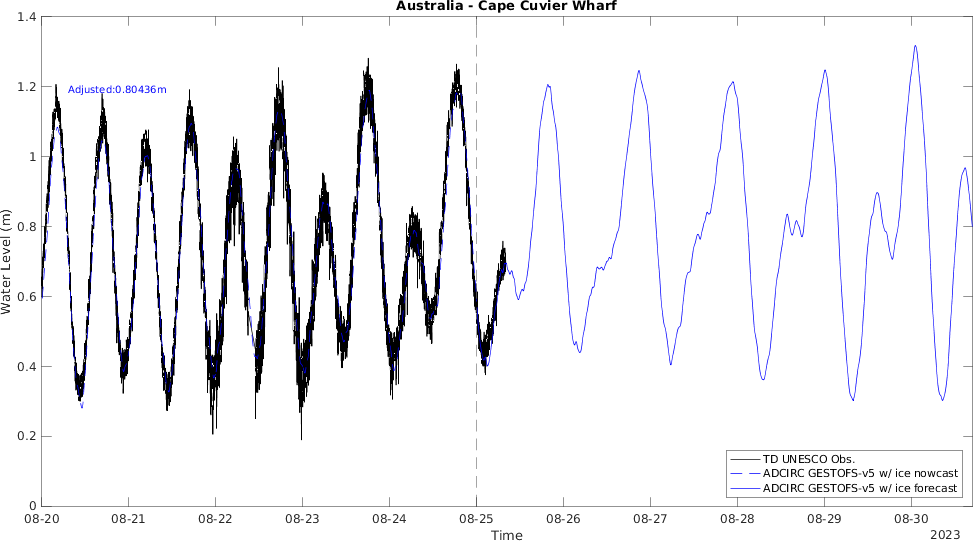 Australia - Cape Cuvier Wharf
1.4
1.2
1
0.8
0.6
0.4
0.2
0
Water Level (m)
Adjusted:0.80436m
TD UNESCO Obs.
ADCIRC GESTOFS-v5 w/ ice nowcast
ADCIRC GESTOFS-v5 w/ ice forecast
08-20 08-21 08-22 08-23 08-24 08-25 08-26 08-27 08-28 08-29 08-30
Time
2023